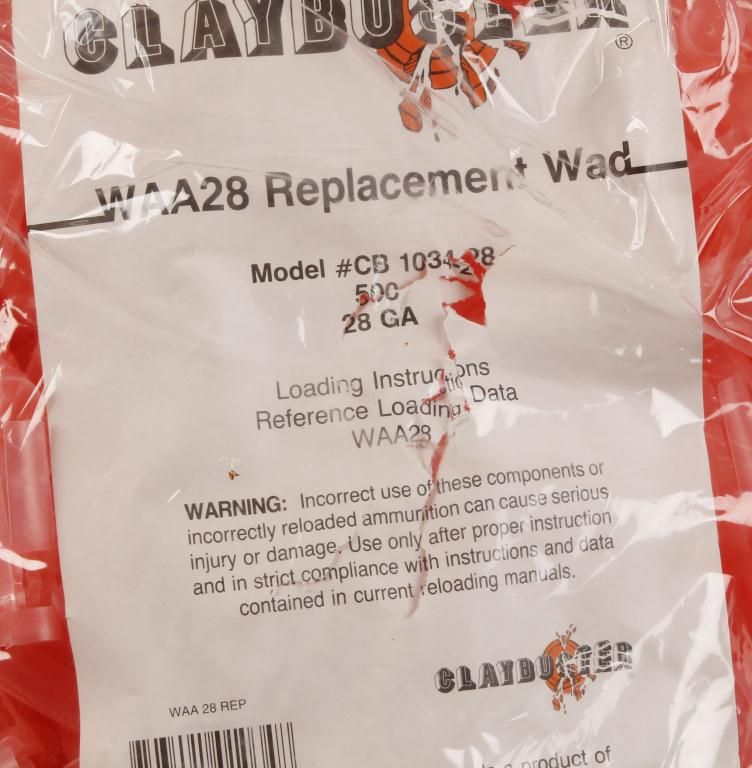 CLAYBUSTER®
WAA28 Replacement Wad
Model #CB 1034-28
500
28 GA
Loading Instructions
Reference Loading Data
WAA28
WARNING: Incorrect use of these components or
incorrectly reloaded ammunition can cause serious
injury or damage. Use only after proper instruction
and in strict compliance with instructions and data
contained in current reloading manuals.
CLAYBUSTER
WAA 28 REP
a product of